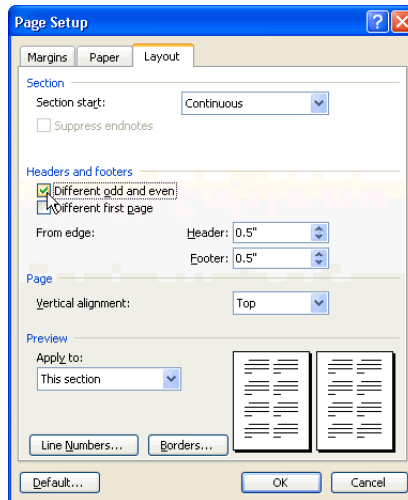 Page Setup
Margins Paper Layout
Section
Section start: Continuous
Suppress endnotes
Headers and footers
Different odd and even
Different first page
From edge: Header: 0.5"
Footer: 0.5"
Page
Vertical alignment: Top
Preview
Apply to:
This section
Line Numbers... Borders...
Default... OK Cancel